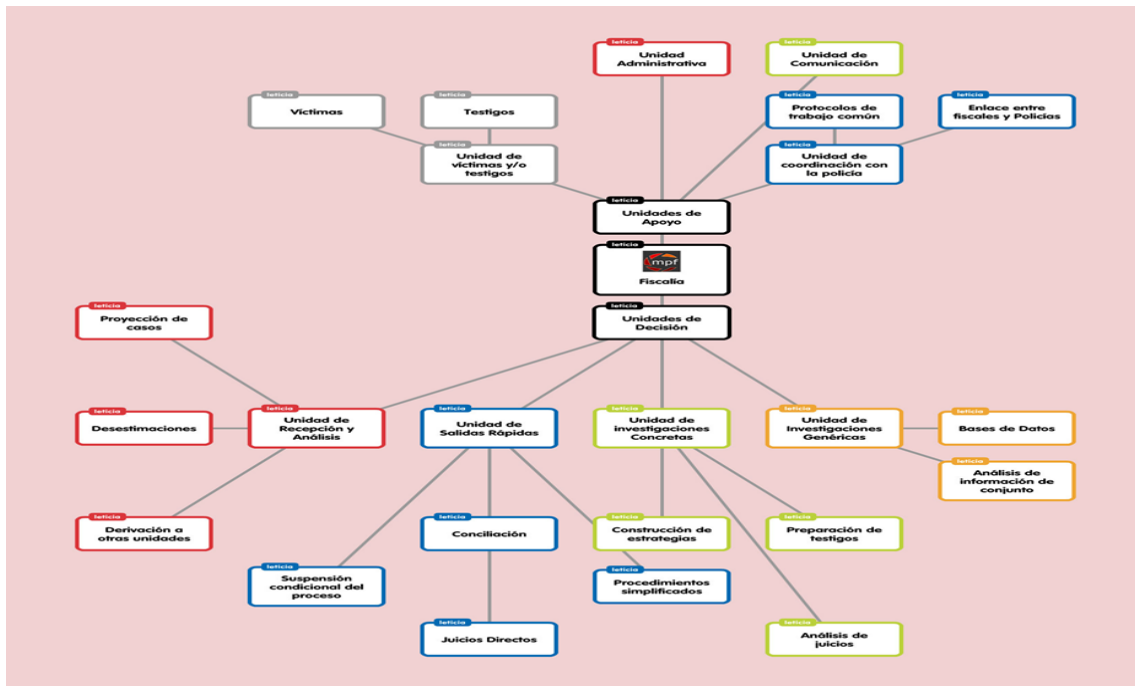 leticia
Unidad
Administrativa
leticia
Unidad de
Comunicación
leticia
Víctimas
leticia
Testigos
leticia
Protocolos de
trabajo común
leticia
Enlace entre
fiscales y Policías
leticia
Unidad de
víctimas y/o
testigos
leticia
Unidad de
coordinación con
la policía
leticia
Unidades de
Apoyo
leticia
mpf
Fiscalía
leticia
Unidades de
Decisión
leticia
Proyección de
casos
leticia
Desestimaciones
leticia
Unidad de
Recepción y
Análisis
leticia
Unidad de
Salidas Rápidas
leticia
Unidad de
investigaciones
Concretas
leticia
Unidad de
Investigaciones
Genéricas
leticia
Bases de Datos
leticia
Análisis de
información de
conjunto
leticia
Derivación a
otras unidades
leticia
Conciliación
leticia
Construcción de
estrategias
leticia
Preparación de
testigos
leticia
Suspensión
condicional del
proceso
leticia
Procedimientos
simplificados
leticia
Juicios Directos
leticia
Análisis de
juicios